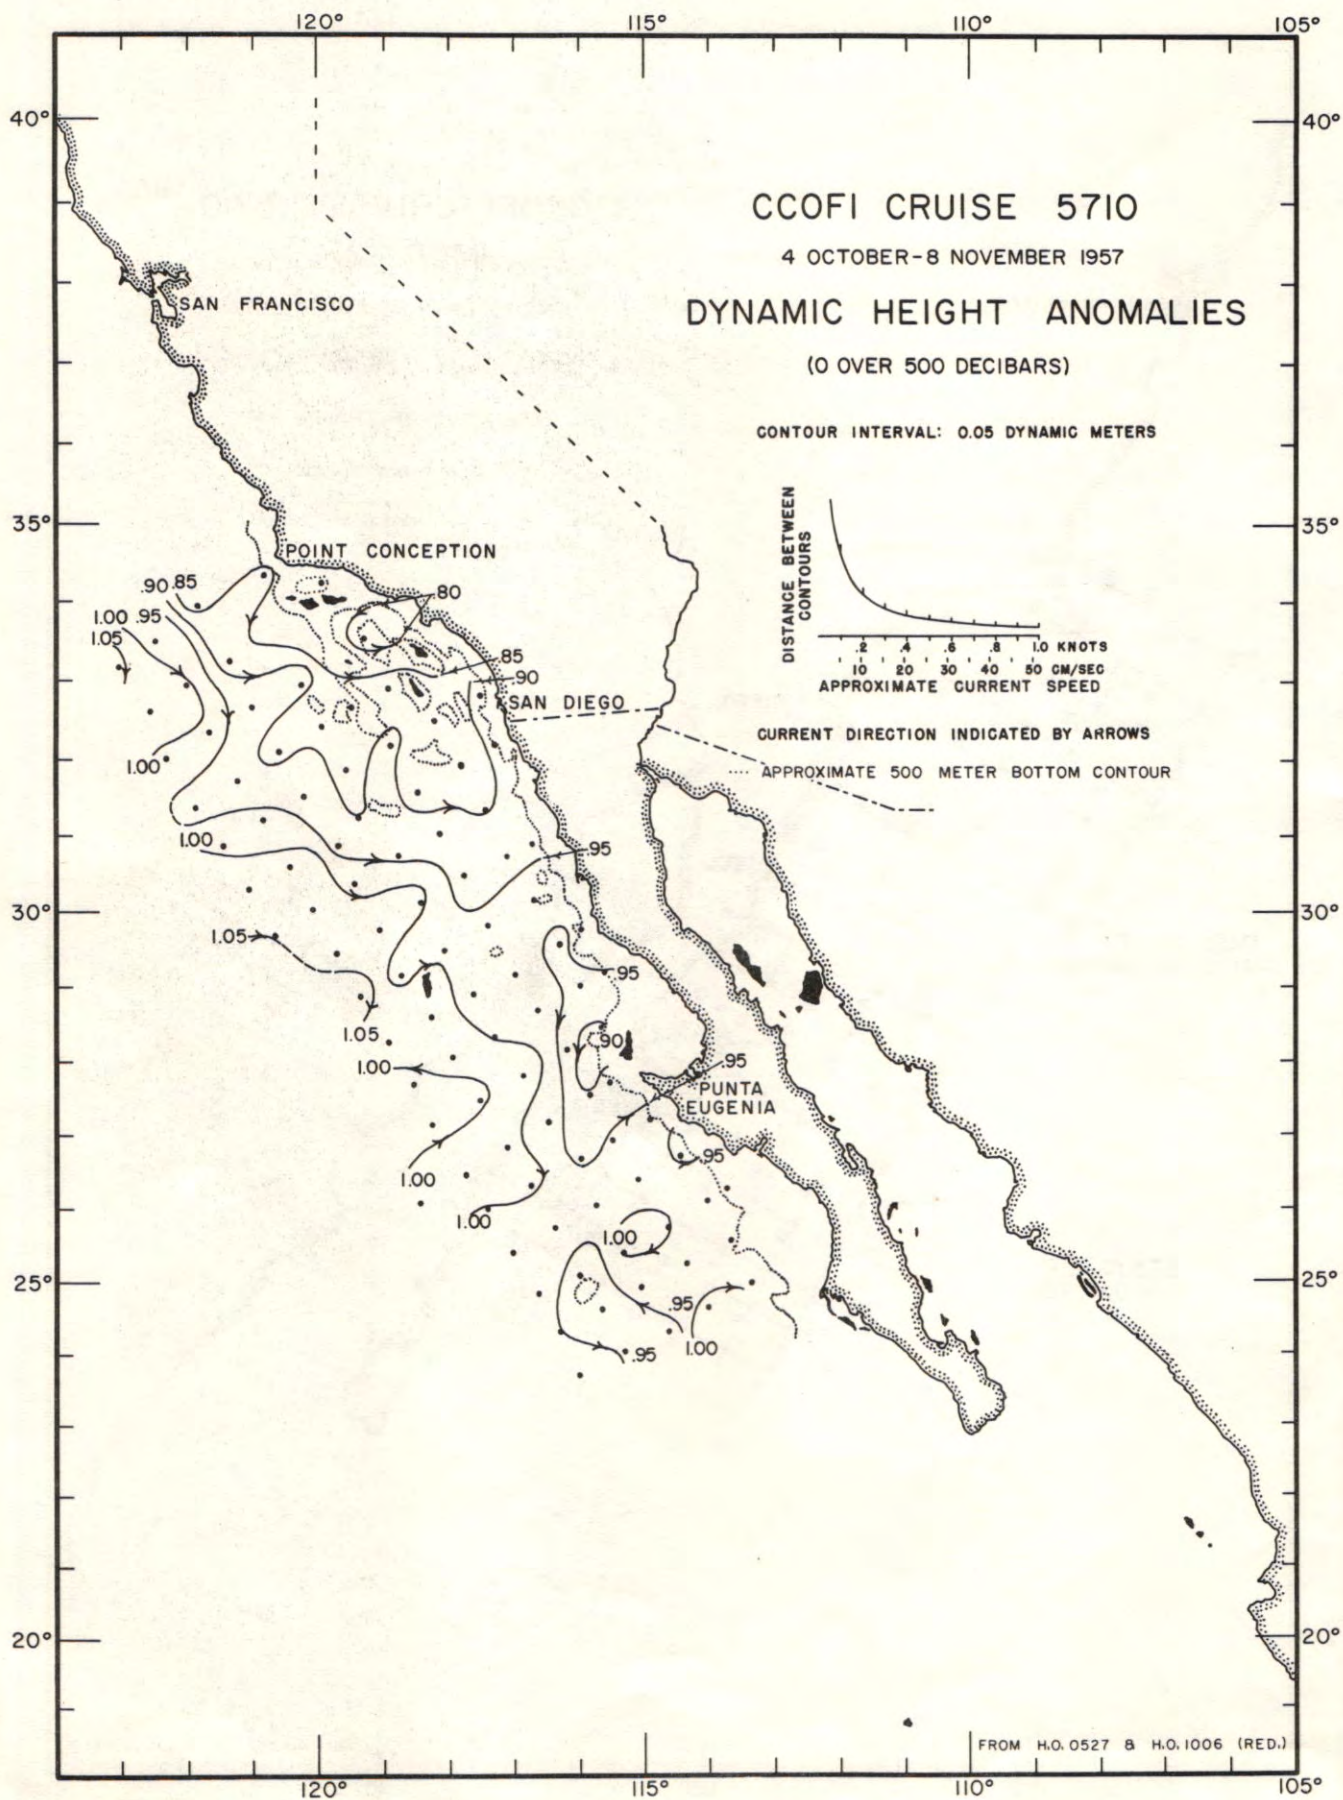 120° 115° 110° 105°
40° 40°
CCOFI CRUISE 5710
4 OCTOBER-8 NOVEMBER 1957
DYNAMIC HEIGHT ANOMALIES
(0 OVER 500 DECIBARS)
SAN FRANCISCO
CONTOUR INTERVAL: 0.05 DYNAMIC METERS
DISTANCE BETWEEN
CONTOURS
.2 .4 .6 .8 1.0 KNOTS
10 20 30 40 50 CM/SEC
APPROXIMATE CURRENT SPEED
35° 35°
POINT CONCEPTION
.90 .85
.80
1.00 .95
1.05
.85
.90
SAN DIEGO
CURRENT DIRECTION INDICATED BY ARROWS
.... APPROXIMATE 500 METER BOTTOM CONTOUR
1.00
1.00
.95
30° 30°
1.05
.95
1.05
.90
1.00
.95
PUNTA
EUGENIA
.95
1.00
1.00
1.00
25° 25°
.95
1.00
.95
20° 20°
FROM H.O. 0527 & H.O. 1006 (RED.)
120° 115° 110° 105°